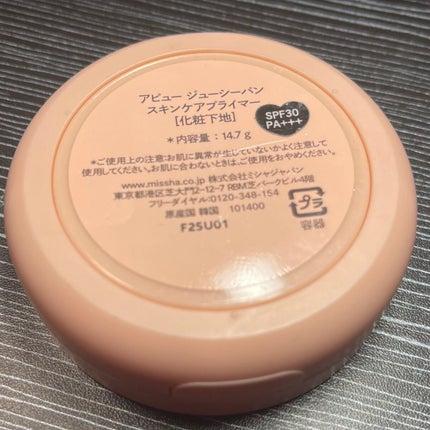 アピュー ジューシーパン
スキンケアプライマー
[化粧下地]
SPF30
PA+++
*内容量：14.7 g
*ご使用上の注意:お肌に異常が生じていないかよく注意して
使用してください。お肌に合わないときは、ご使用をおやめください。
www.missha.co.jp 株式会社ミシャジャパン
東京都港区芝大門2-12-7 RBM芝パークビル4階
フリーダイヤル:0120-348-154
原産国 韓国 101400
F25U01
プラ
容器